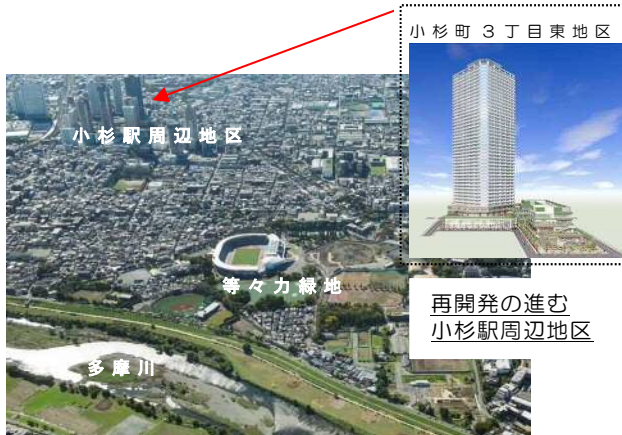 小杉町３丁目東地区
小杉駅周辺地区
等々力緑地
再開発の進む
小杉駅周辺地区
多摩川